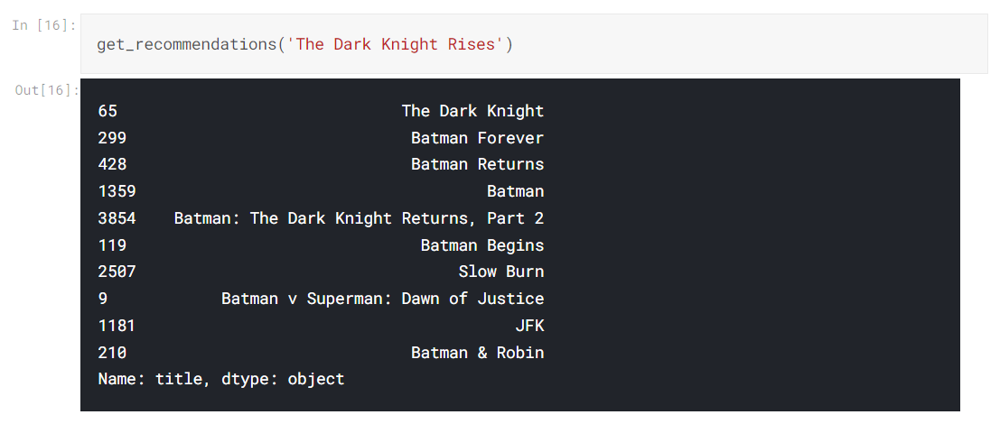 In [16]:
get_recommendations('The Dark Knight Rises')
Out[16]:
65 The Dark Knight
299 Batman Forever
428 Batman Returns
1359 Batman
3854 Batman: The Dark Knight Returns, Part 2
119 Batman Begins
2507 Slow Burn
9 Batman v Superman: Dawn of Justice
1181 JFK
210 Batman & Robin
Name: title, dtype: object